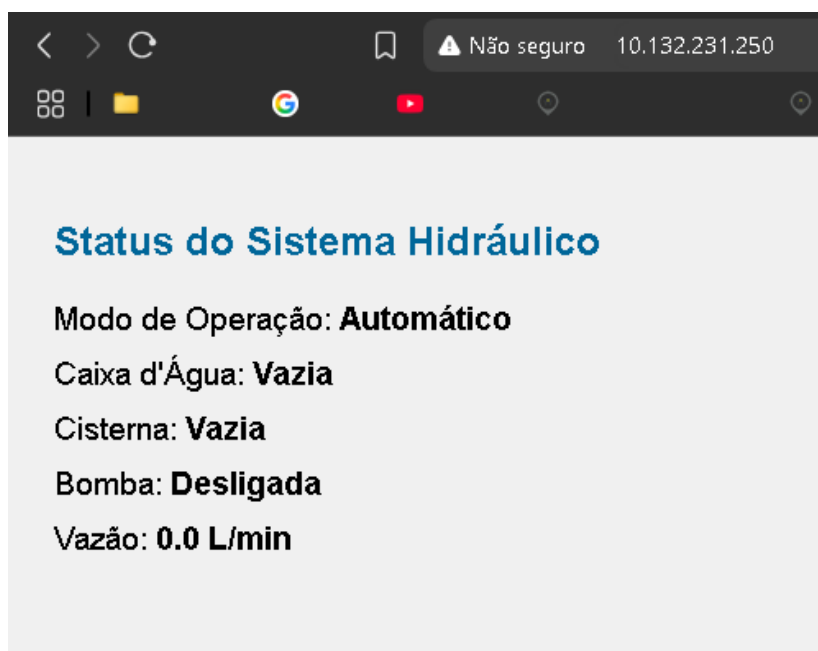 Não seguro 10.132.231.250
Status do Sistema Hidráulico
Modo de Operação: Automático
Caixa d'Água: Vazia
Cisterna: Vazia
Bomba: Desligada
Vazão: 0.0 L/min